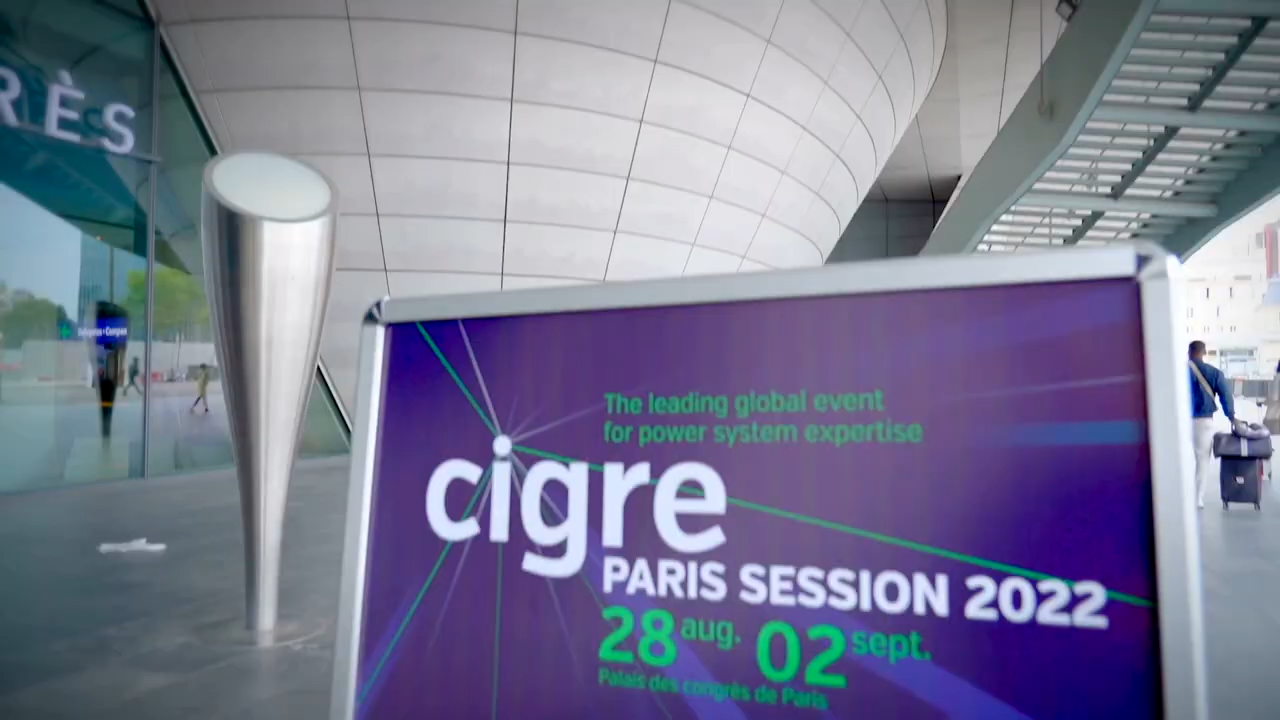 RÈS
The leading global event
for power system expertise
cigre
PARIS SESSION 2022
28 aug. 02 sept.
Palais des congrès de Paris